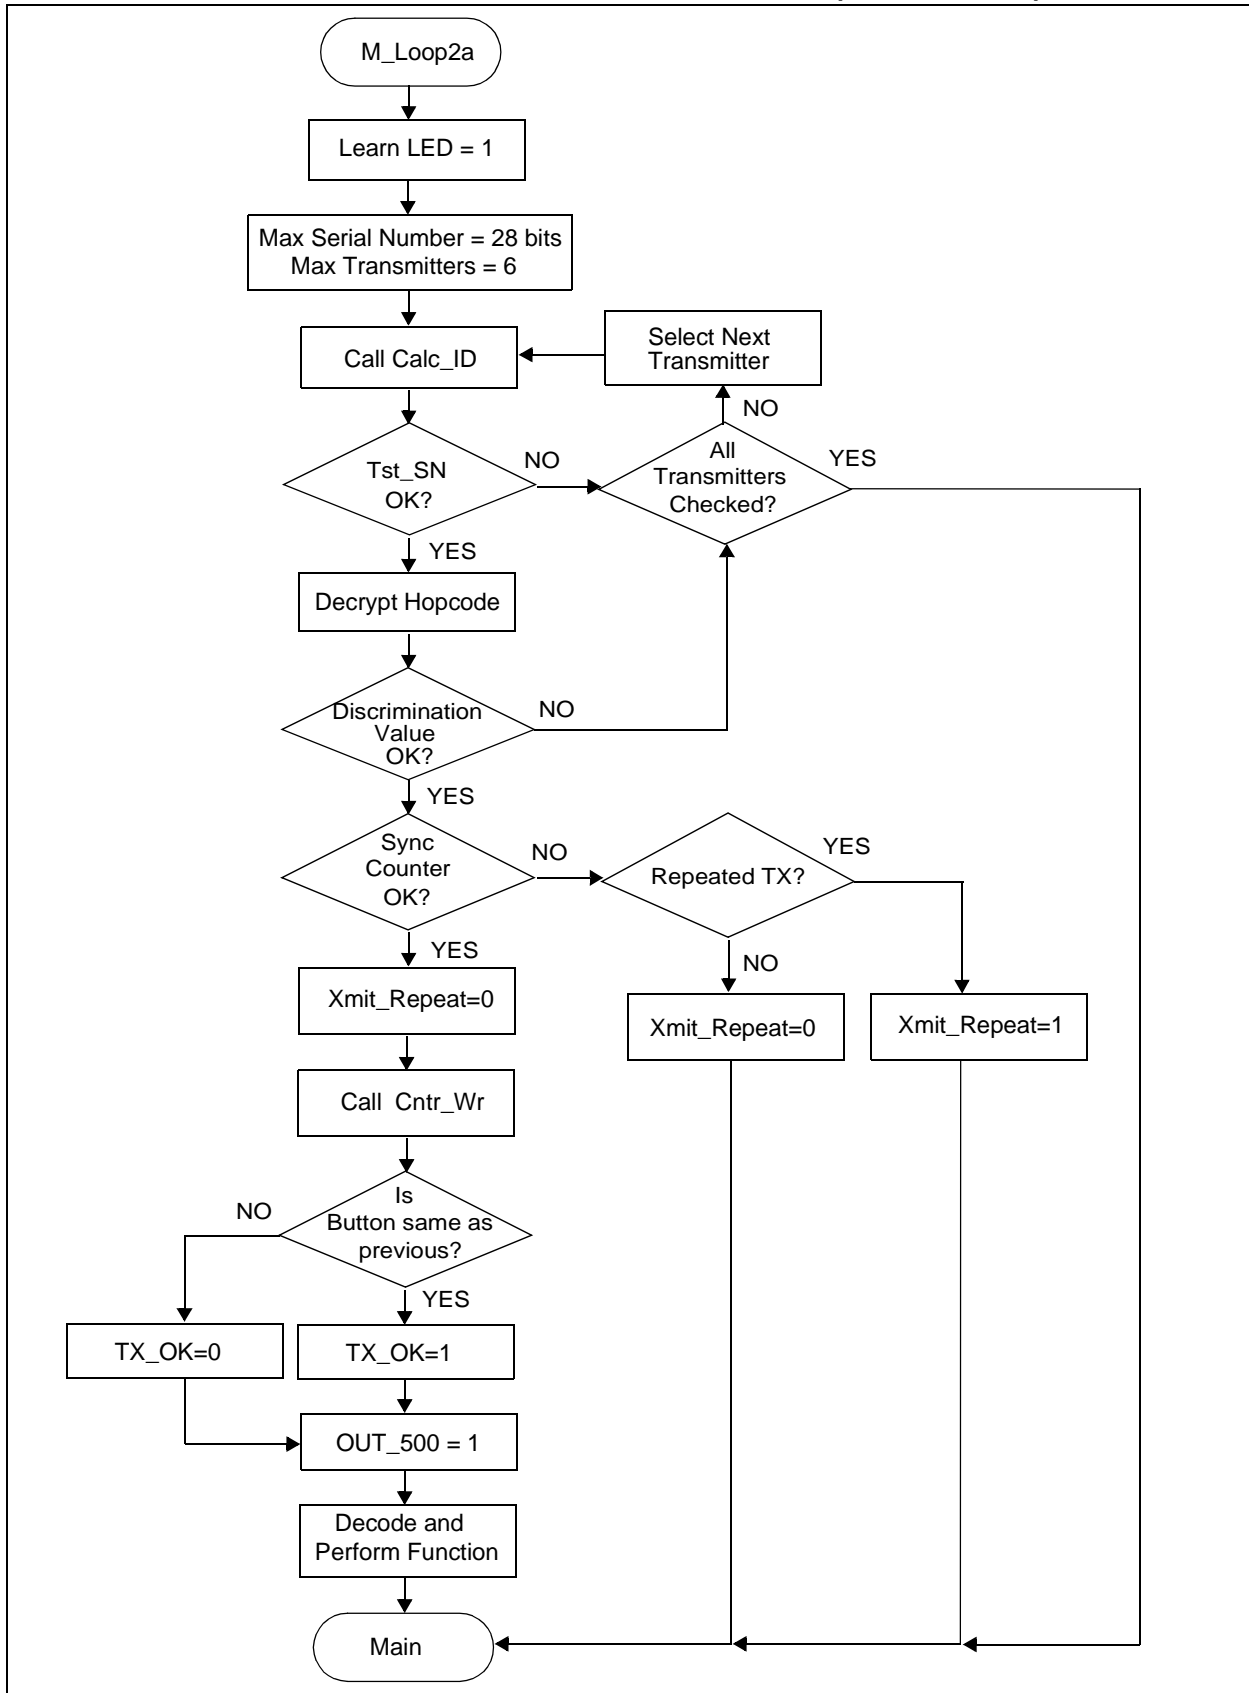 M_Loop2a
Learn LED = 1
Max Serial Number = 28 bits
Max Transmitters = 6
Call Calc_ID
Select Next
Transmitter
NO
Tst_SN
OK?
NO
All
Transmitters
Checked?
YES
YES
Decrypt Hopcode
Discrimination
Value
OK?
NO
YES
Sync
Counter
OK?
NO
Repeated TX?
YES
YES
NO
Xmit_Repeat=0
Xmit_Repeat=0
Xmit_Repeat=1
Call Cntr_Wr
Is
Button same as
previous?
NO
YES
TX_OK=0
TX_OK=1
OUT_500 = 1
Decode and
Perform Function
Main